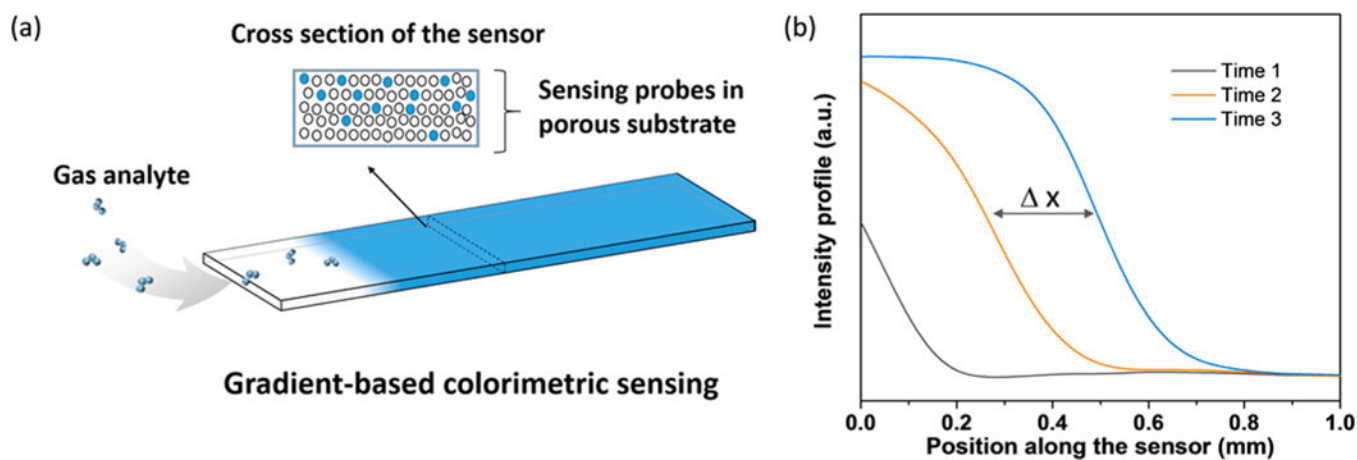 (a)
Cross section of the sensor
Sensing probes in
porous substrate
Gas analyte
Gradient-based colorimetric sensing
(b)
Intensity profile (a.u.)
Time 1
Time 2
Time 3
Δ x
0.0 0.2 0.4 0.6 0.8 1.0
Position along the sensor (mm)